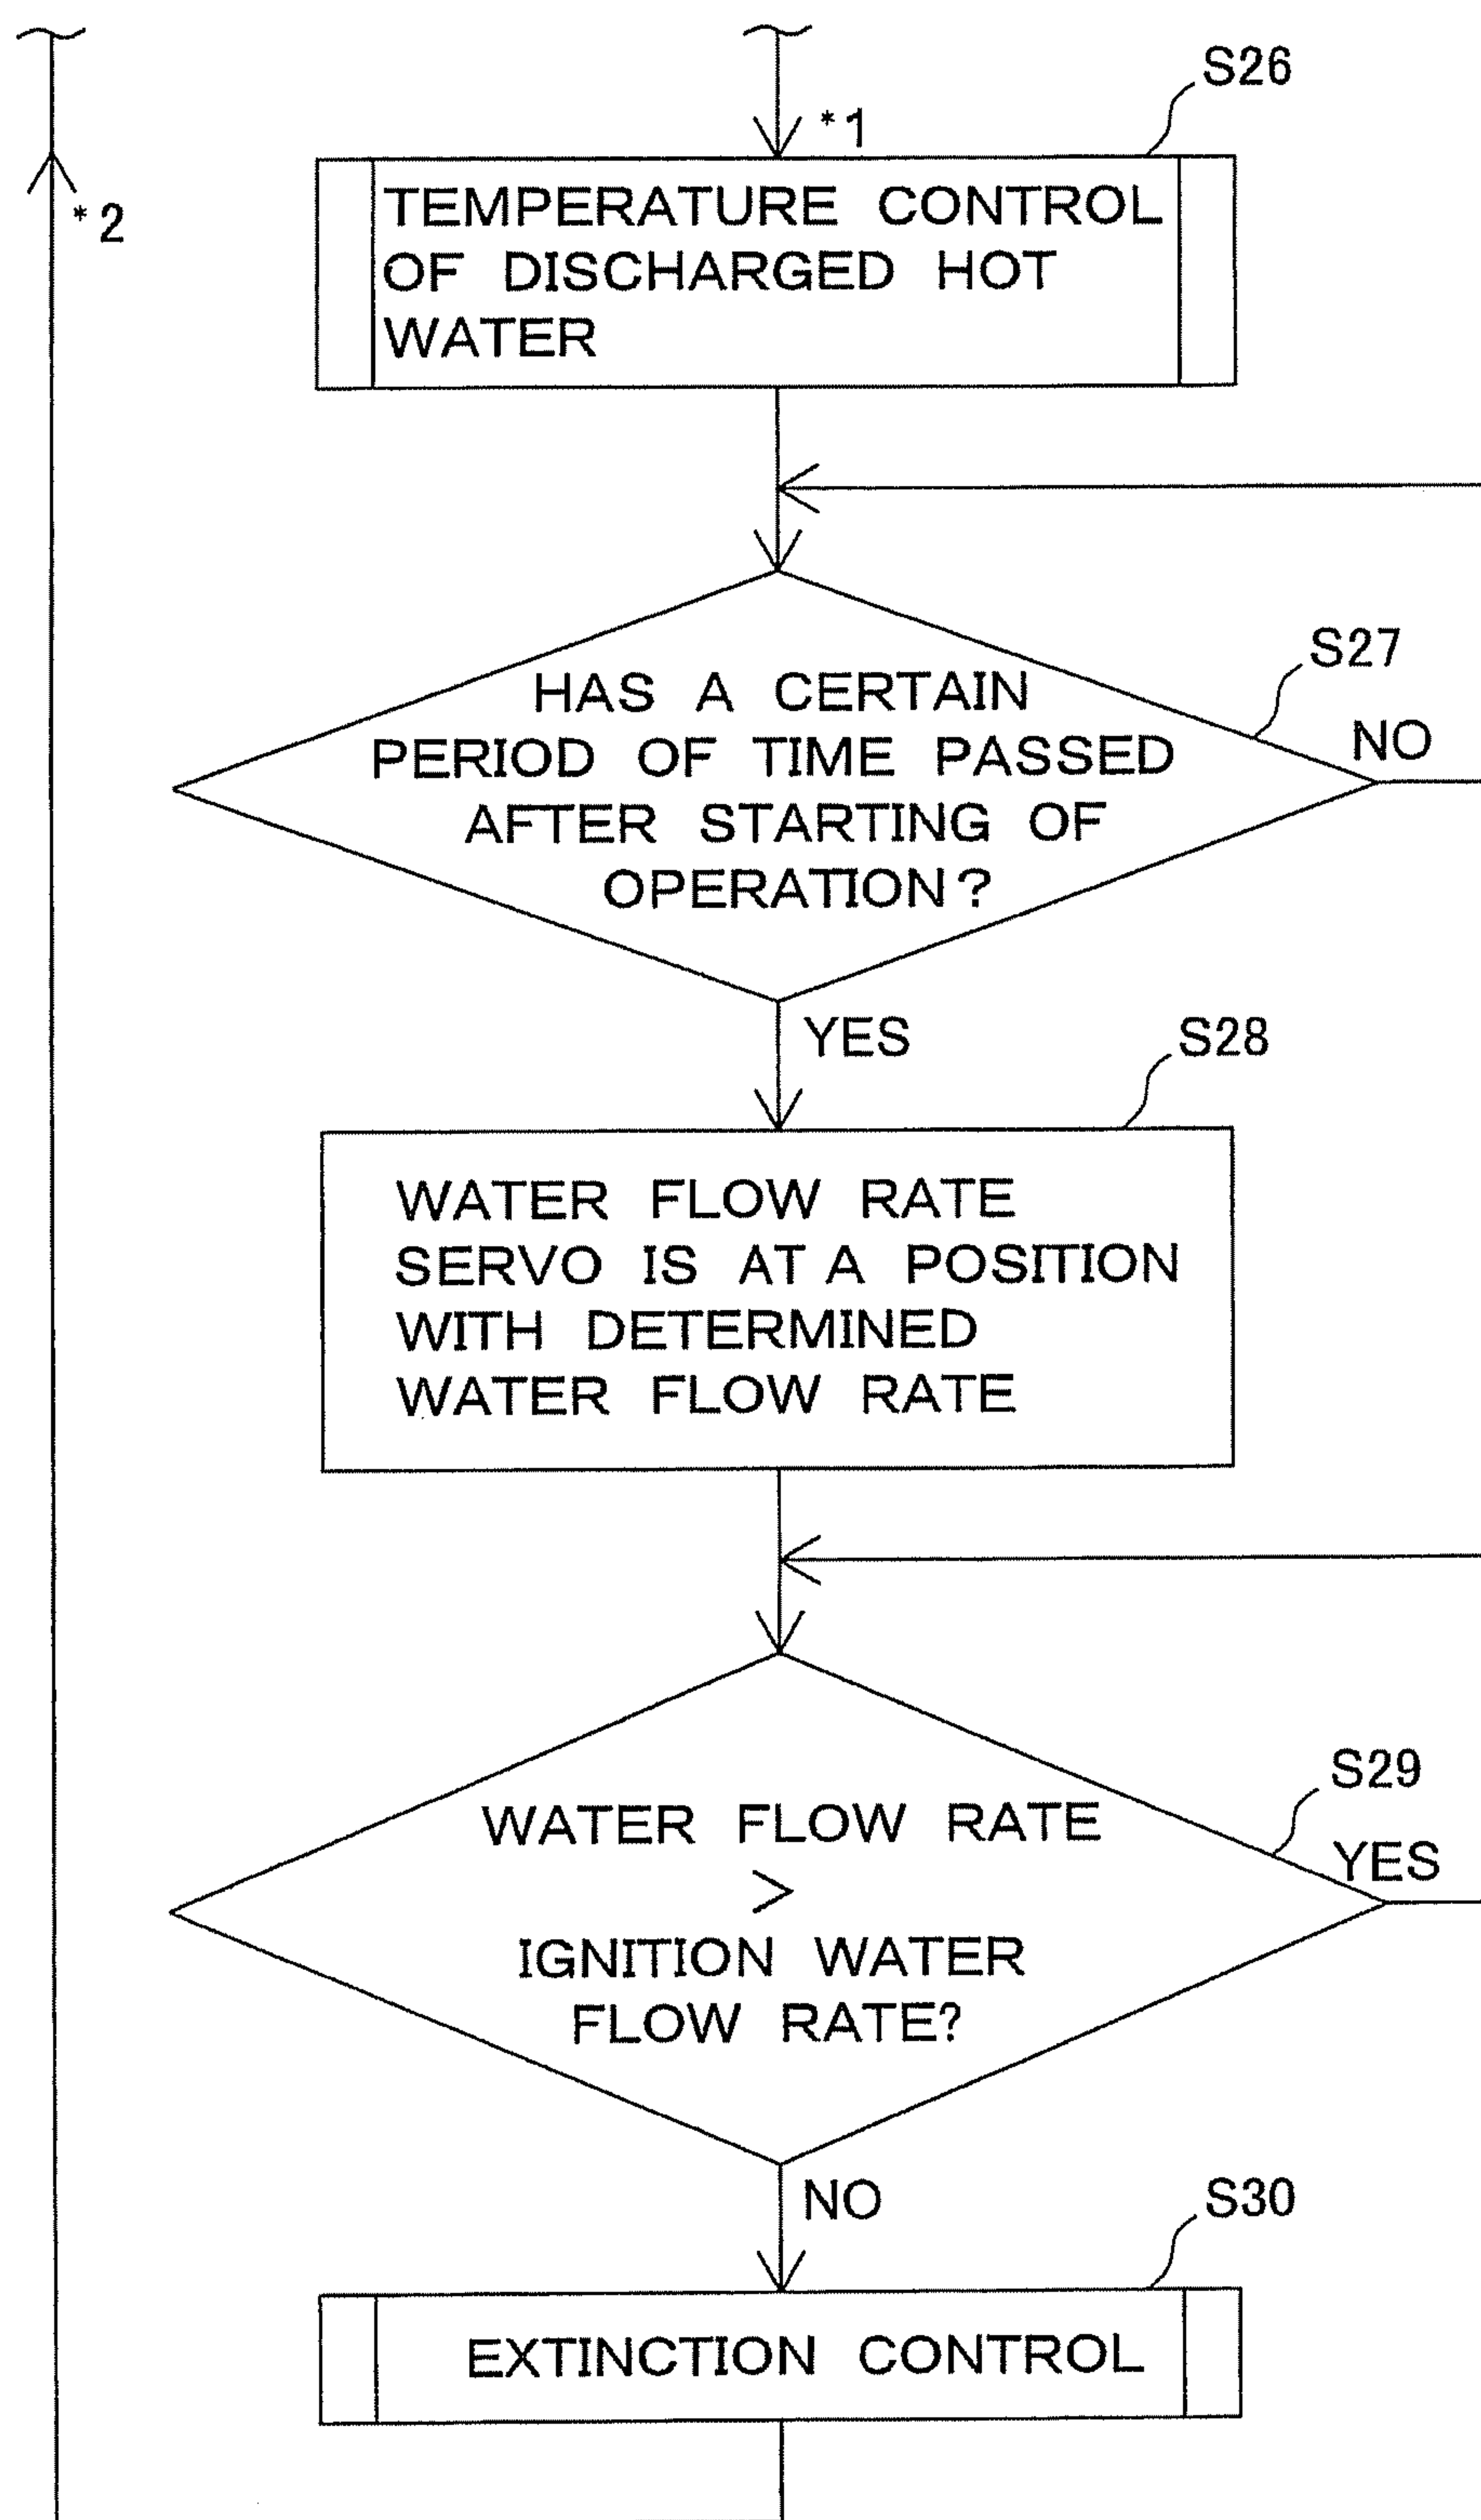 S26
*1
*2
TEMPERATURE CONTROL
OF DISCHARGED HOT
WATER
S27
NO
HAS A CERTAIN
PERIOD OF TIME PASSED
AFTER STARTING OF
OPERATION?
YES
S28
WATER FLOW RATE
SERVO IS AT A POSITION
WITH DETERMINED
WATER FLOW RATE
S29
YES
WATER FLOW RATE
>
IGNITION WATER
FLOW RATE?
NO
S30
EXTINCTION CONTROL